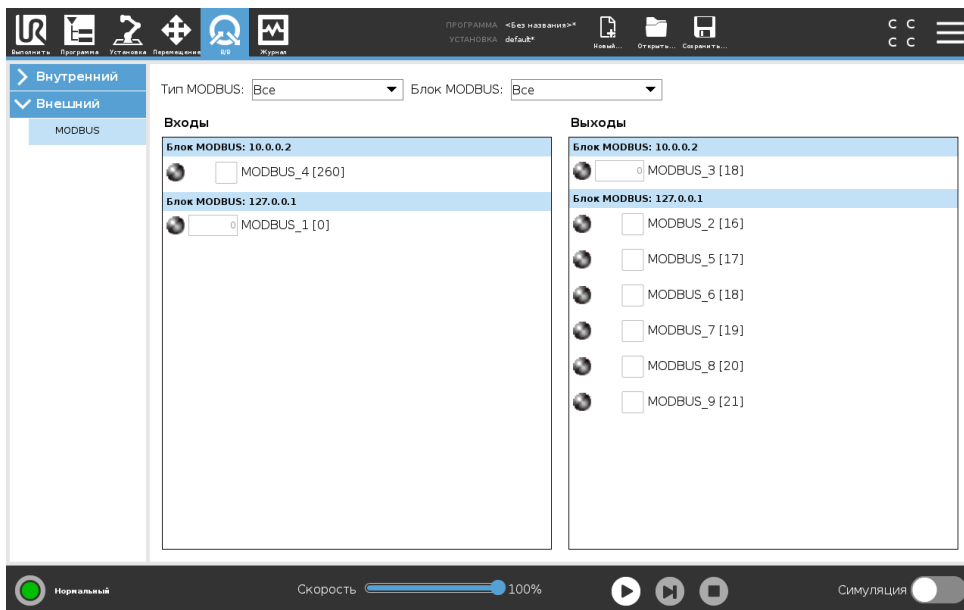 UR
ПРОГРАММА <Без названия>*
УСТАНОВКА default*
C C
C C
Выполнить Программа Установка Перемещение В/В Журнал
Новый... Открыть... Сохранить...
Внутренний
Внешний
MODBUS
Тип MODBUS: Все Блок MODBUS: Все
Входы
Блок MODBUS: 10.0.0.2
MODBUS_4 [260]
Блок MODBUS: 127.0.0.1
0 MODBUS_1 [0]
Выходы
Блок MODBUS: 10.0.0.2
0 MODBUS_3 [18]
Блок MODBUS: 127.0.0.1
MODBUS_2 [16]
MODBUS_5 [17]
MODBUS_6 [18]
MODBUS_7 [19]
MODBUS_8 [20]
MODBUS_9 [21]
Нормальный
Скорость 100%
Симуляция